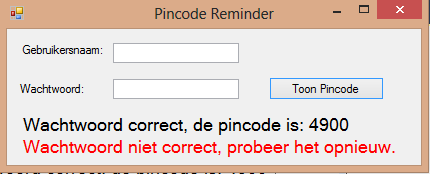 Pincode Reminder
Gebruikersnaam:
Wachtwoord:
Toon Pincode
Wachtwoord correct, de pincode is: 4900
Wachtwoord niet correct, probeer het opnieuw.